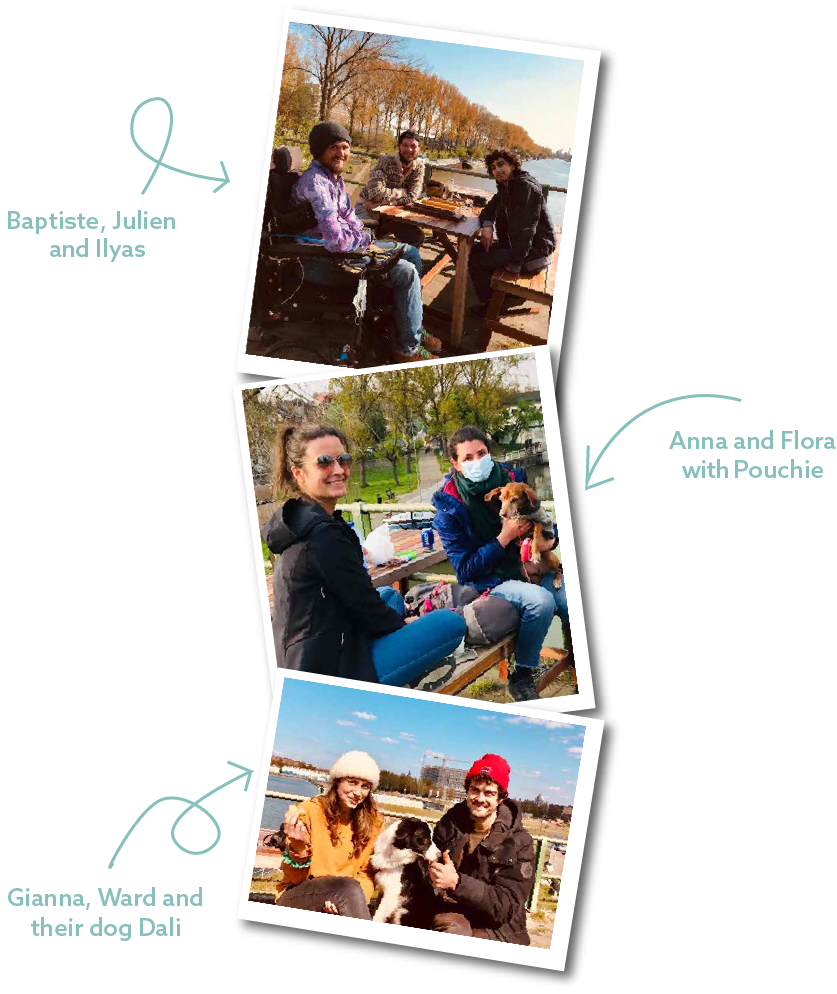 Baptiste, Julien
and Ilyas
Anna and Flora
with Pouchie
Gianna, Ward and
their dog Dali